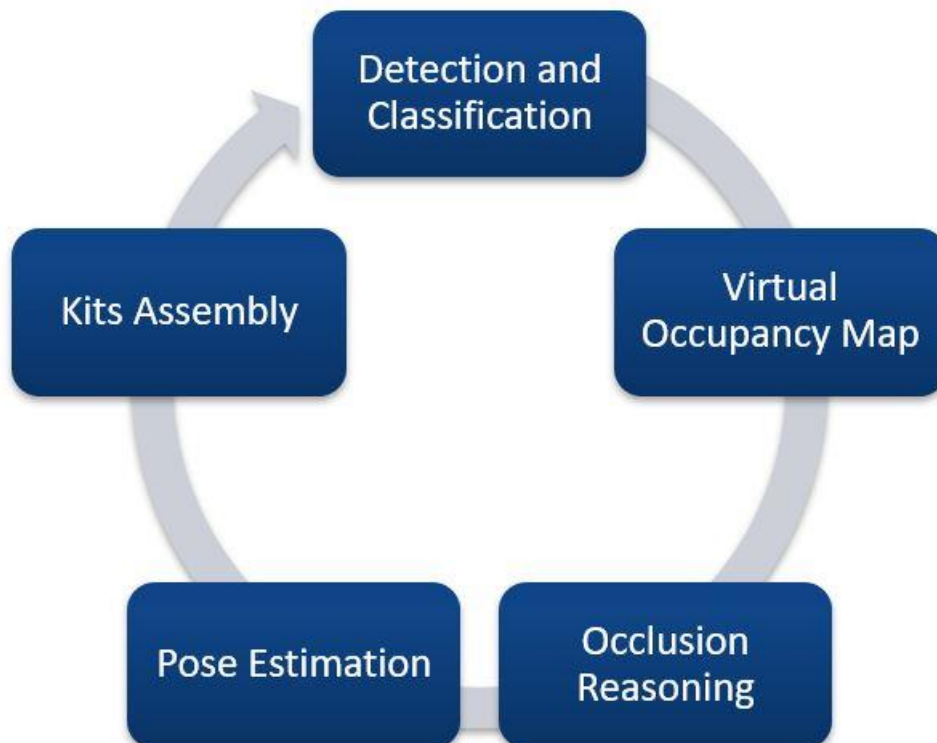 Detection and
Classification
Virtual
Occupancy Map
Occlusion
Reasoning
Pose Estimation
Kits Assembly